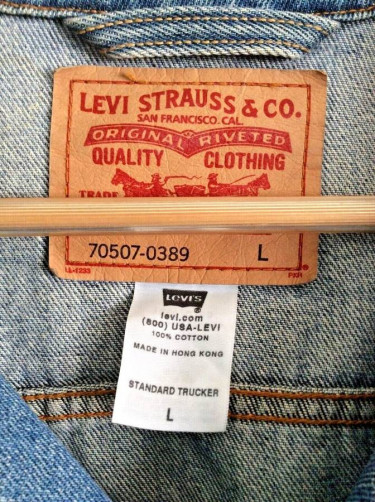 LEVI STRAUSS & CO.
SAN FRANCISCO, CAL.
ORIGINAL RIVETED
QUALITY CLOTHING
TRADE
70507-0389 L
Levi's
levi.com
(800) USA-LEVI
100% COTTON
MADE IN HONG KONG
STANDARD TRUCKER
L